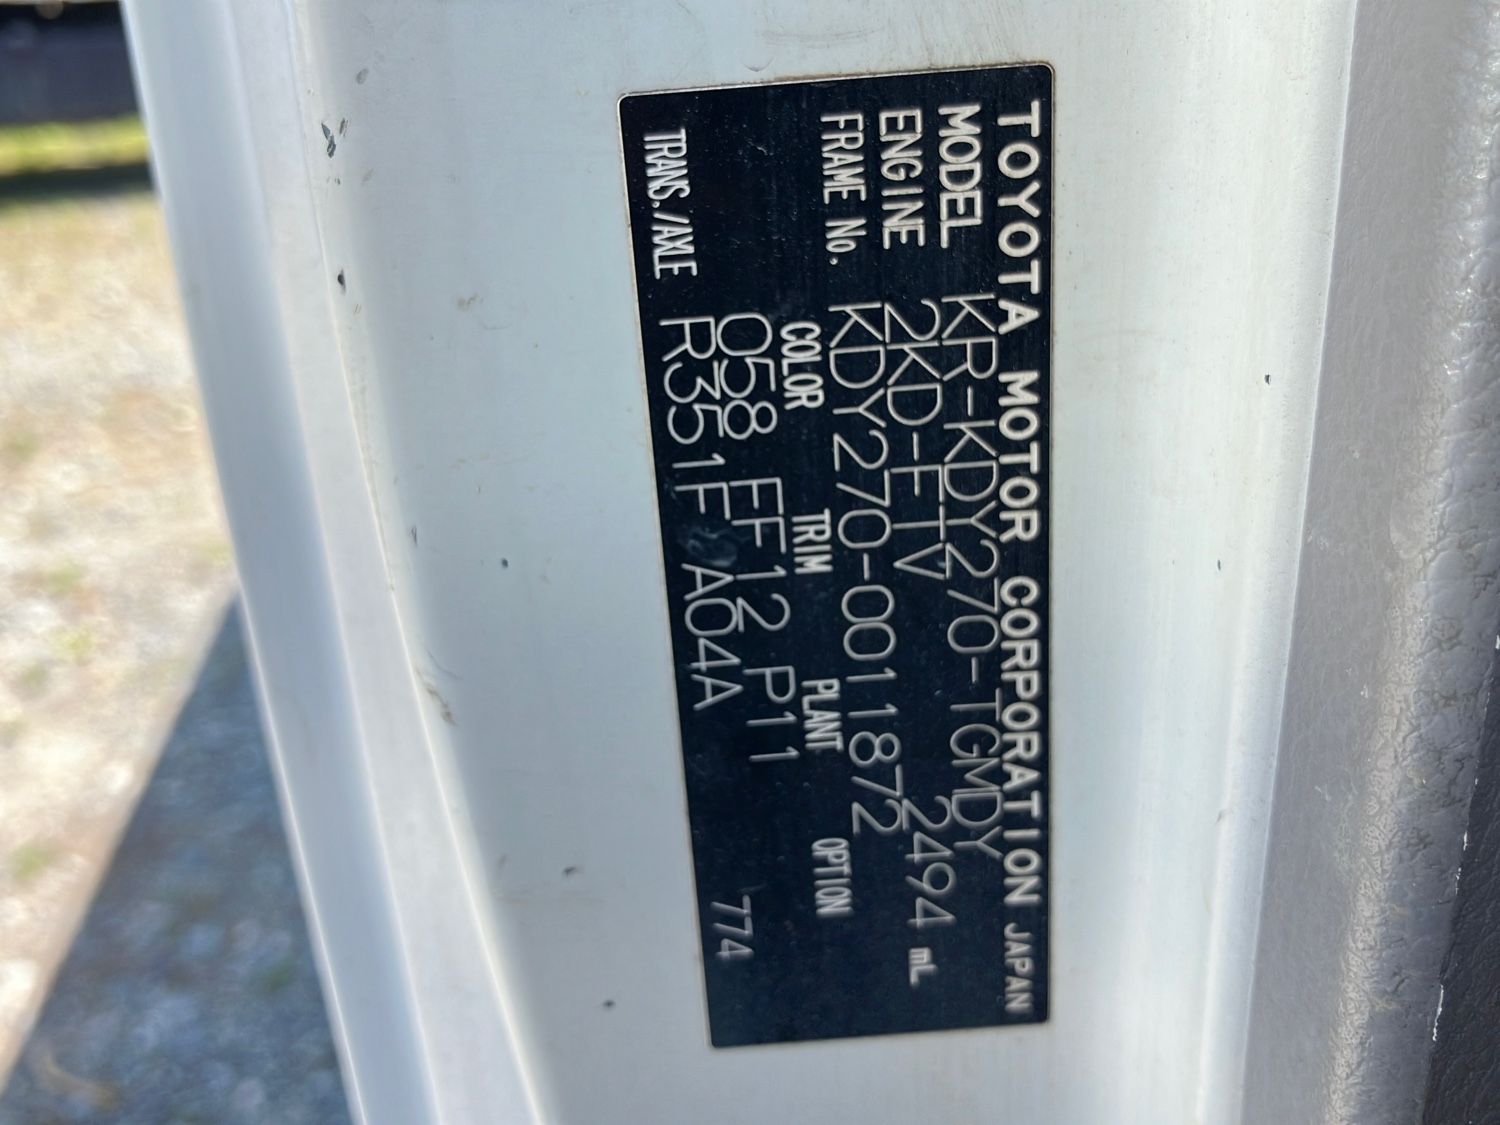 TOYOTA MOTOR CORPORATION JAPAN
MODEL KR-KDY270-TGMDY
ENGINE 2KD-FTV 2494 mL
FRAME No. KDY270-0011872
COLOR TRIM PLANT OPTION
058 FF12 P11
TRANS./AXLE R351F A04A 774